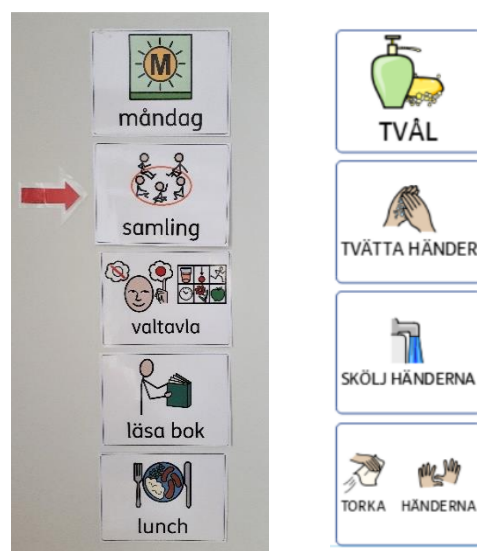 M
måndag
samling
valtavla
läsa bok
lunch
TVÅL
TVÄTTA HÄNDER
SKÖLJ HÄNDERNA
TORKA HÄNDERNA